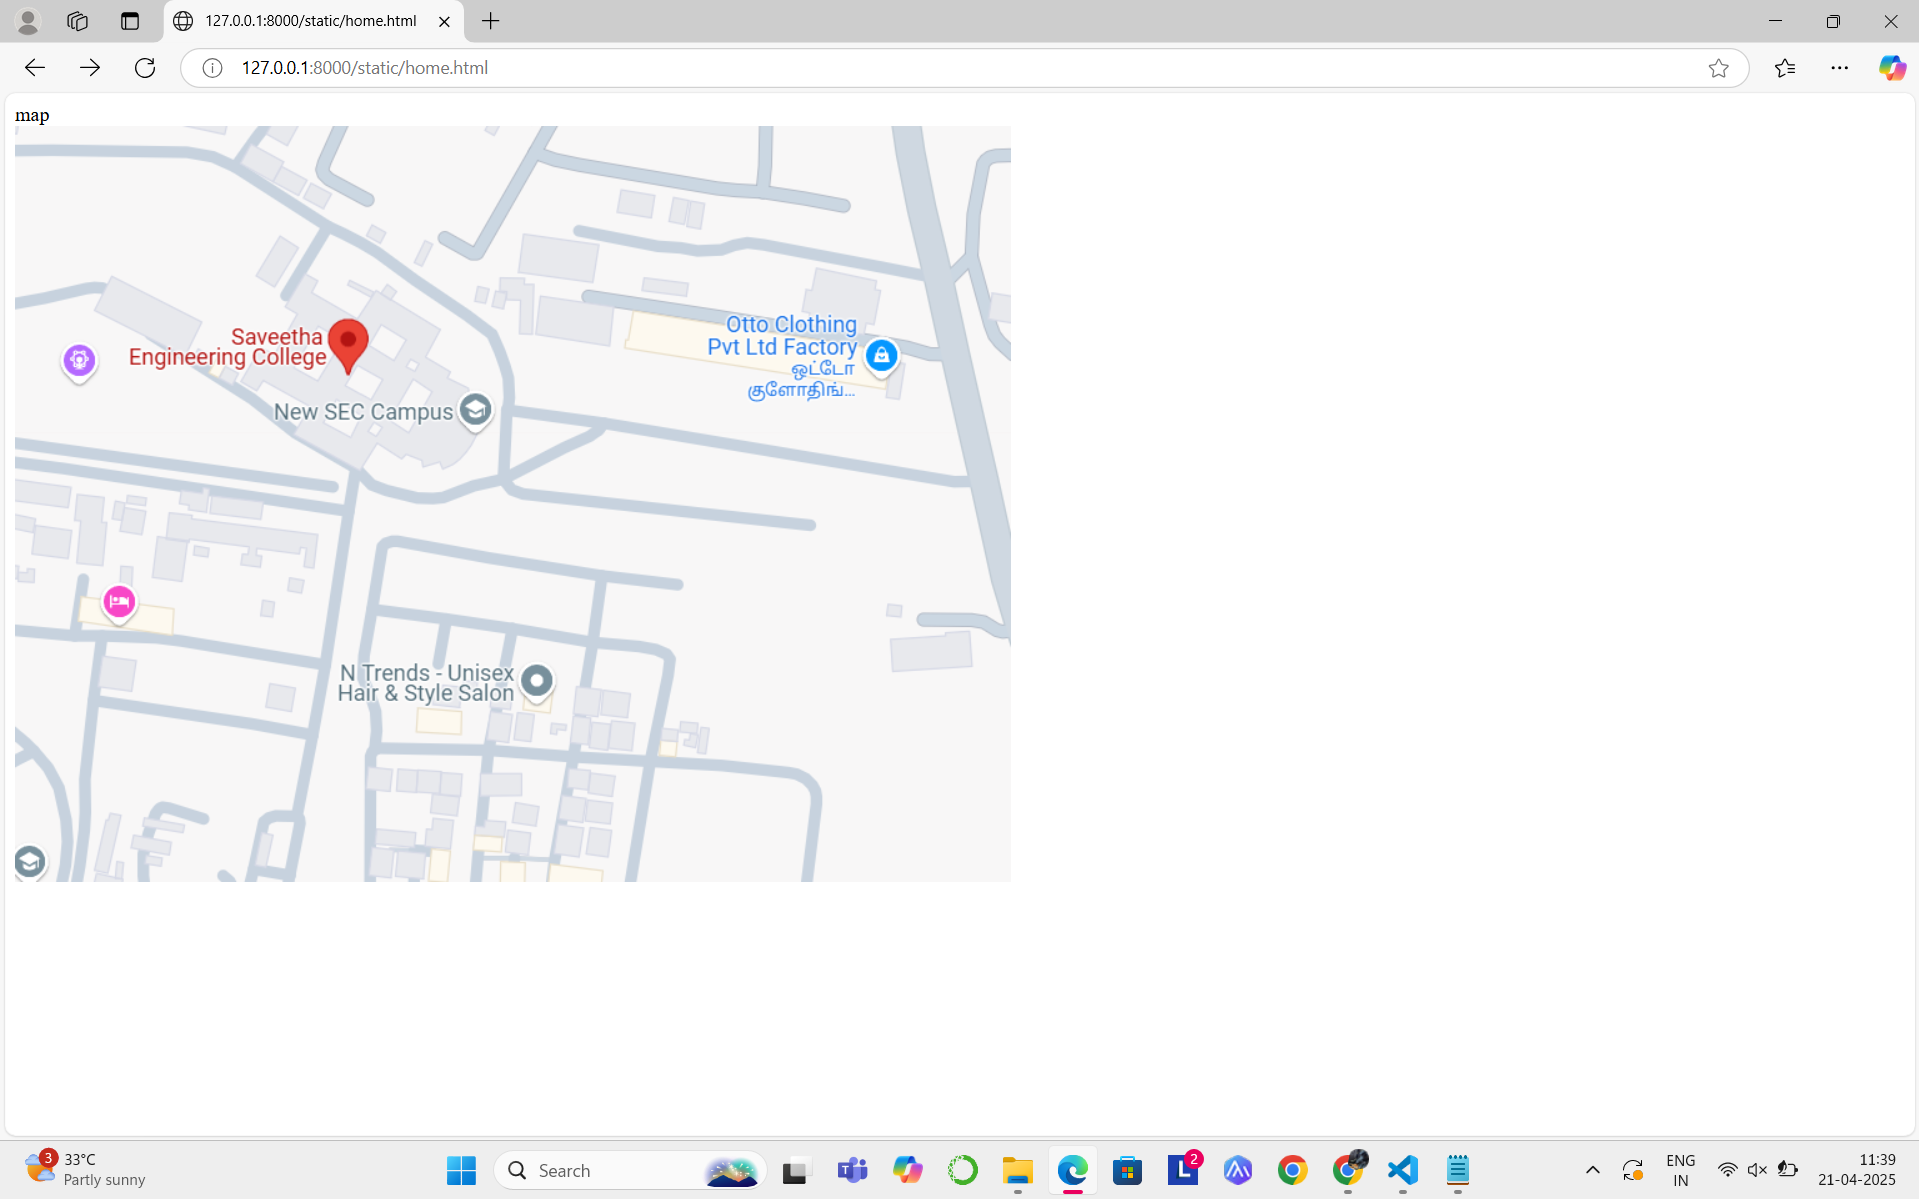 127.0.0.1:8000/static/home.html
127.0.0.1:8000/static/home.html
map
Saveetha
Engineering College
New SEC Campus
Otto Clothing
Pvt Ltd Factory
ஒட்டோ
குளோதிங்...
N Trends - Unisex
Hair & Style Salon
3
33°C
Partly sunny
Search
L
2
ENG
IN
11:39
21-04-2025